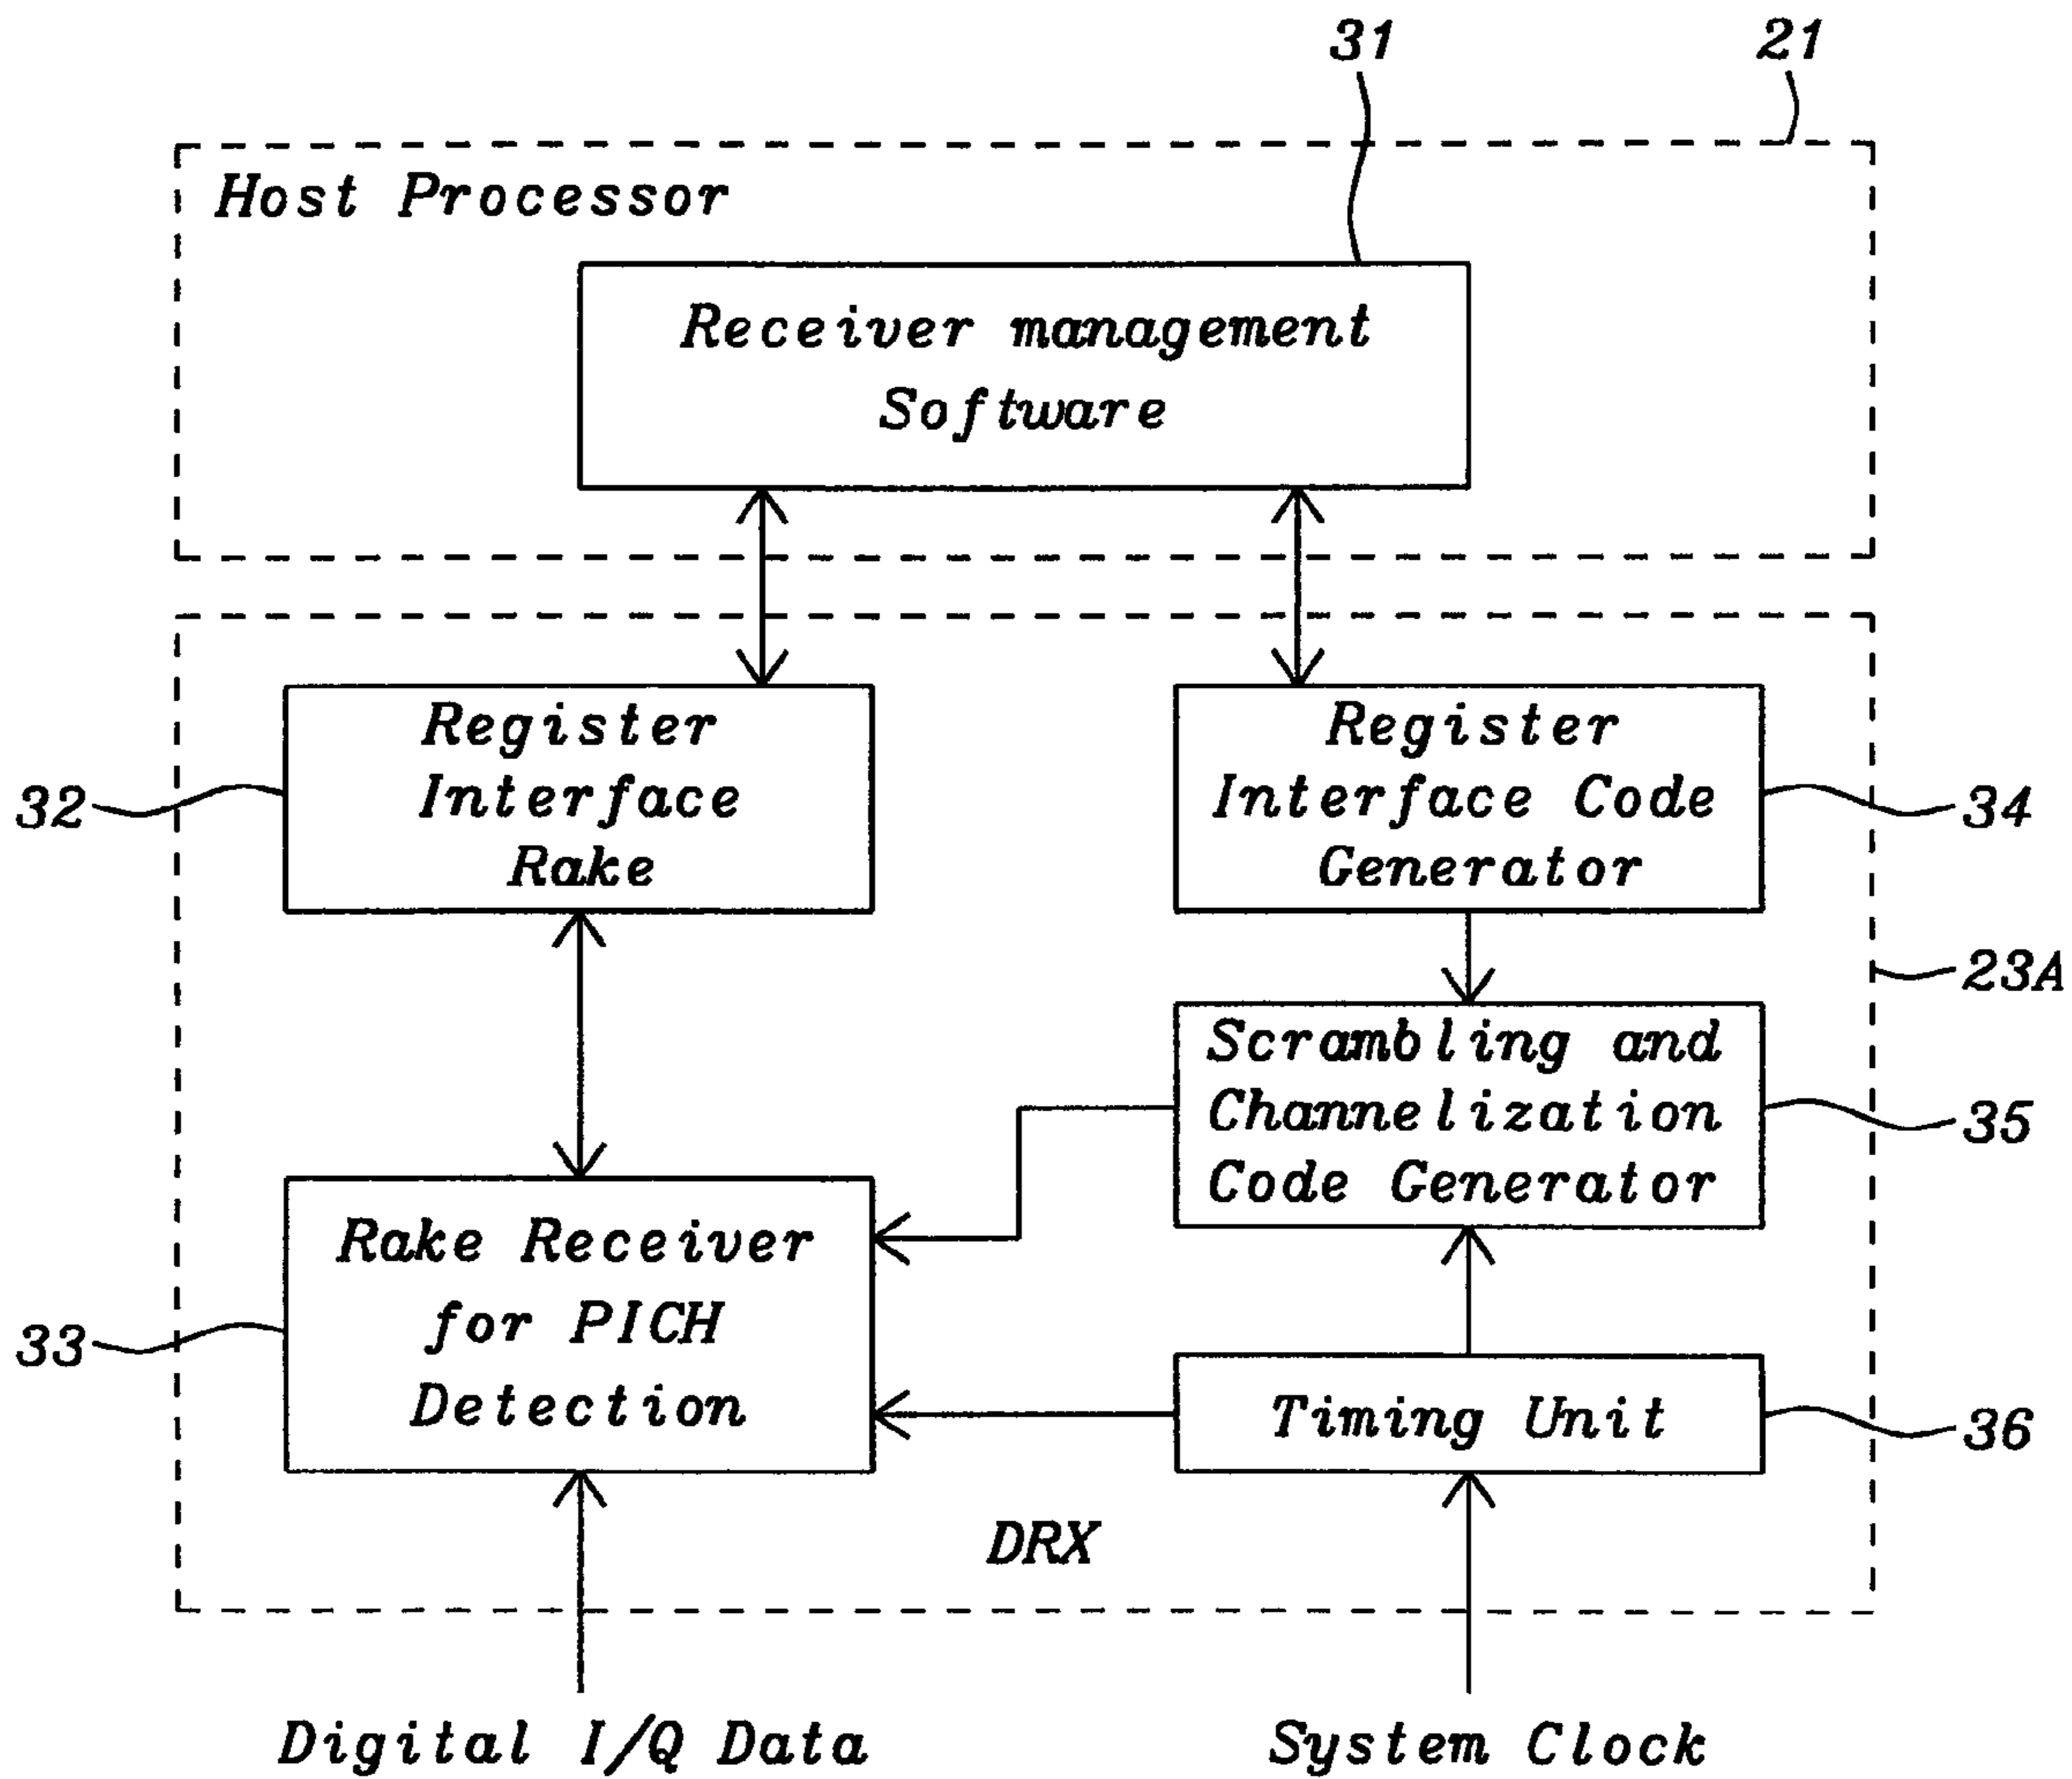 31
21
Host Processor
Receiver management
Software
Register
Interface
Rake
32
Register
Interface Code
Generator
34
23A
Scrambling and
Channelization
Code Generator
35
Rake Receiver
for PICH
Detection
33
Timing Unit
36
DRX
Digital I/Q Data
System Clock